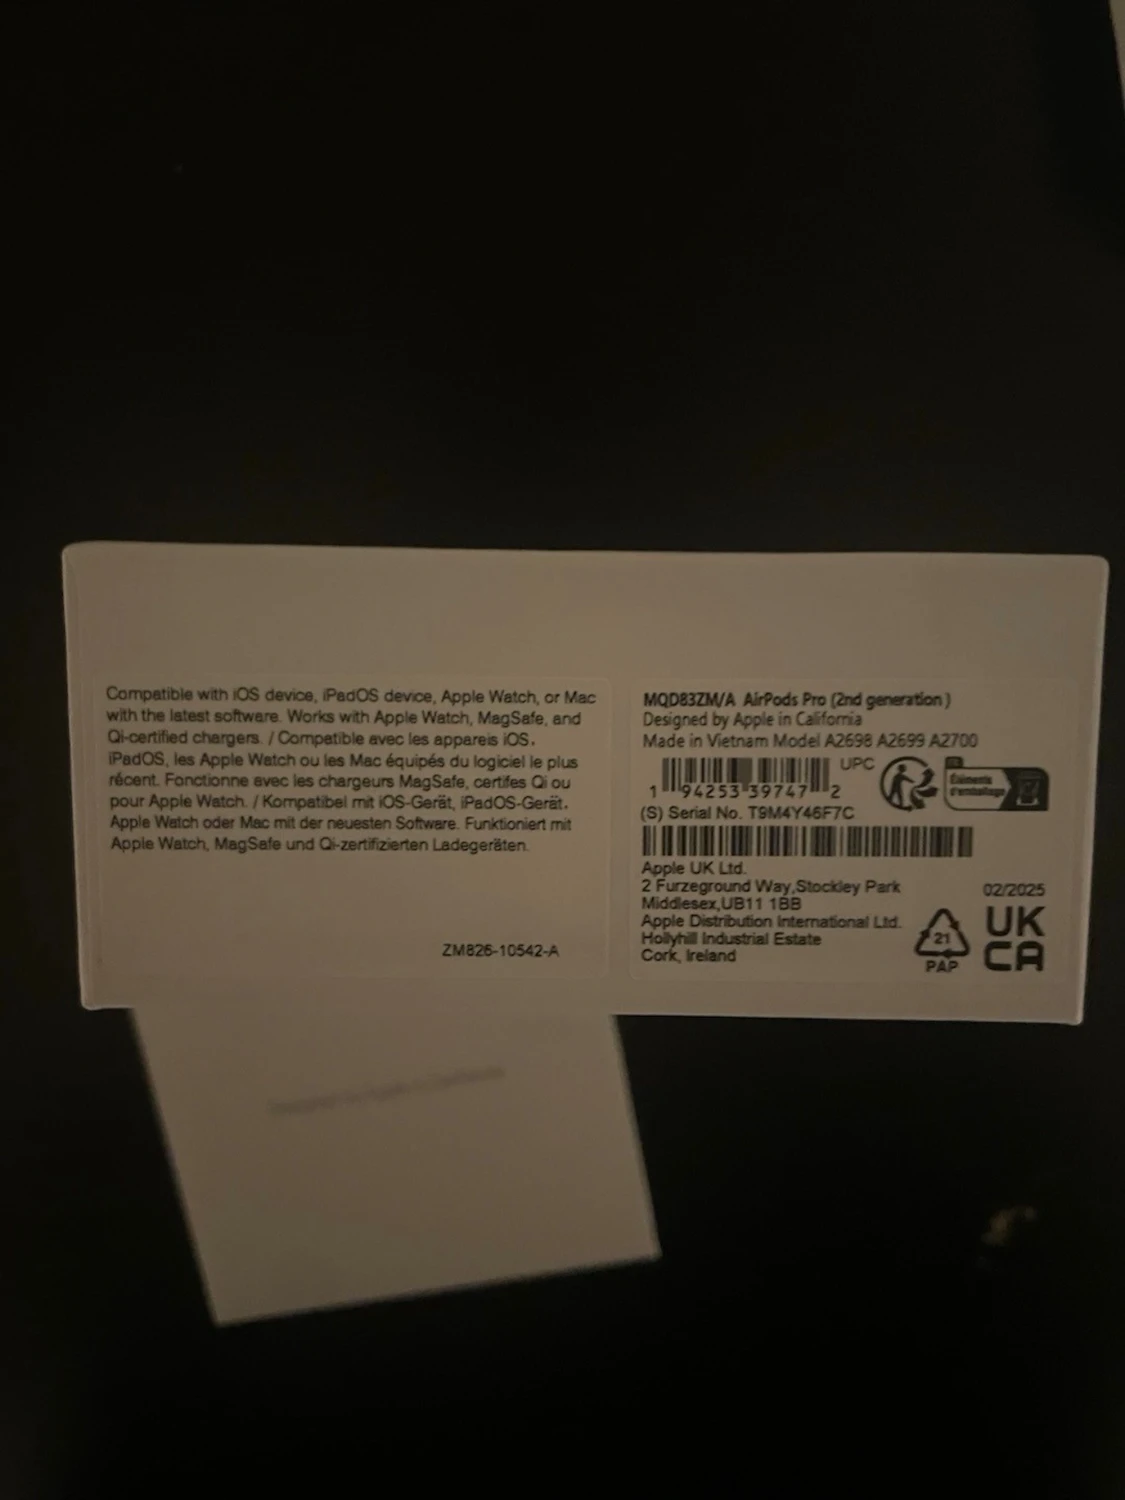 Compatible with iOS device, iPadOS device, Apple Watch, or Mac
with the latest software. Works with Apple Watch, MagSafe, and
Qi-certified chargers. / Compatible avec les appareils iOS,
iPadOS, les Apple Watch ou les Mac équipés du logiciel le plus
récent. Fonctionne avec les chargeurs MagSafe, certifes Qi ou
pour Apple Watch. / Kompatibel mit iOS-Gerät, iPadOS-Gerät,
Apple Watch oder Mac mit der neuesten Software. Funktioniert mit
Apple Watch, MagSafe und Qi-zertifizierten Ladegeräten.
ZM826-10542-A
MQD83ZM/A AirPods Pro (2nd generation)
Designed by Apple in California
Made in Vietnam Model A2698 A2699 A2700
UPC
1 94253 39747 2
Éléments
d'emballage
(S) Serial No. T9M4Y46F7C
Apple UK Ltd.
2 Furzeground Way,Stockley Park
Middlesex,UB11 1BB
Apple Distribution International Ltd.
Hollyhill Industrial Estate
Cork, Ireland
21
PAP
02/2025
UK
CA